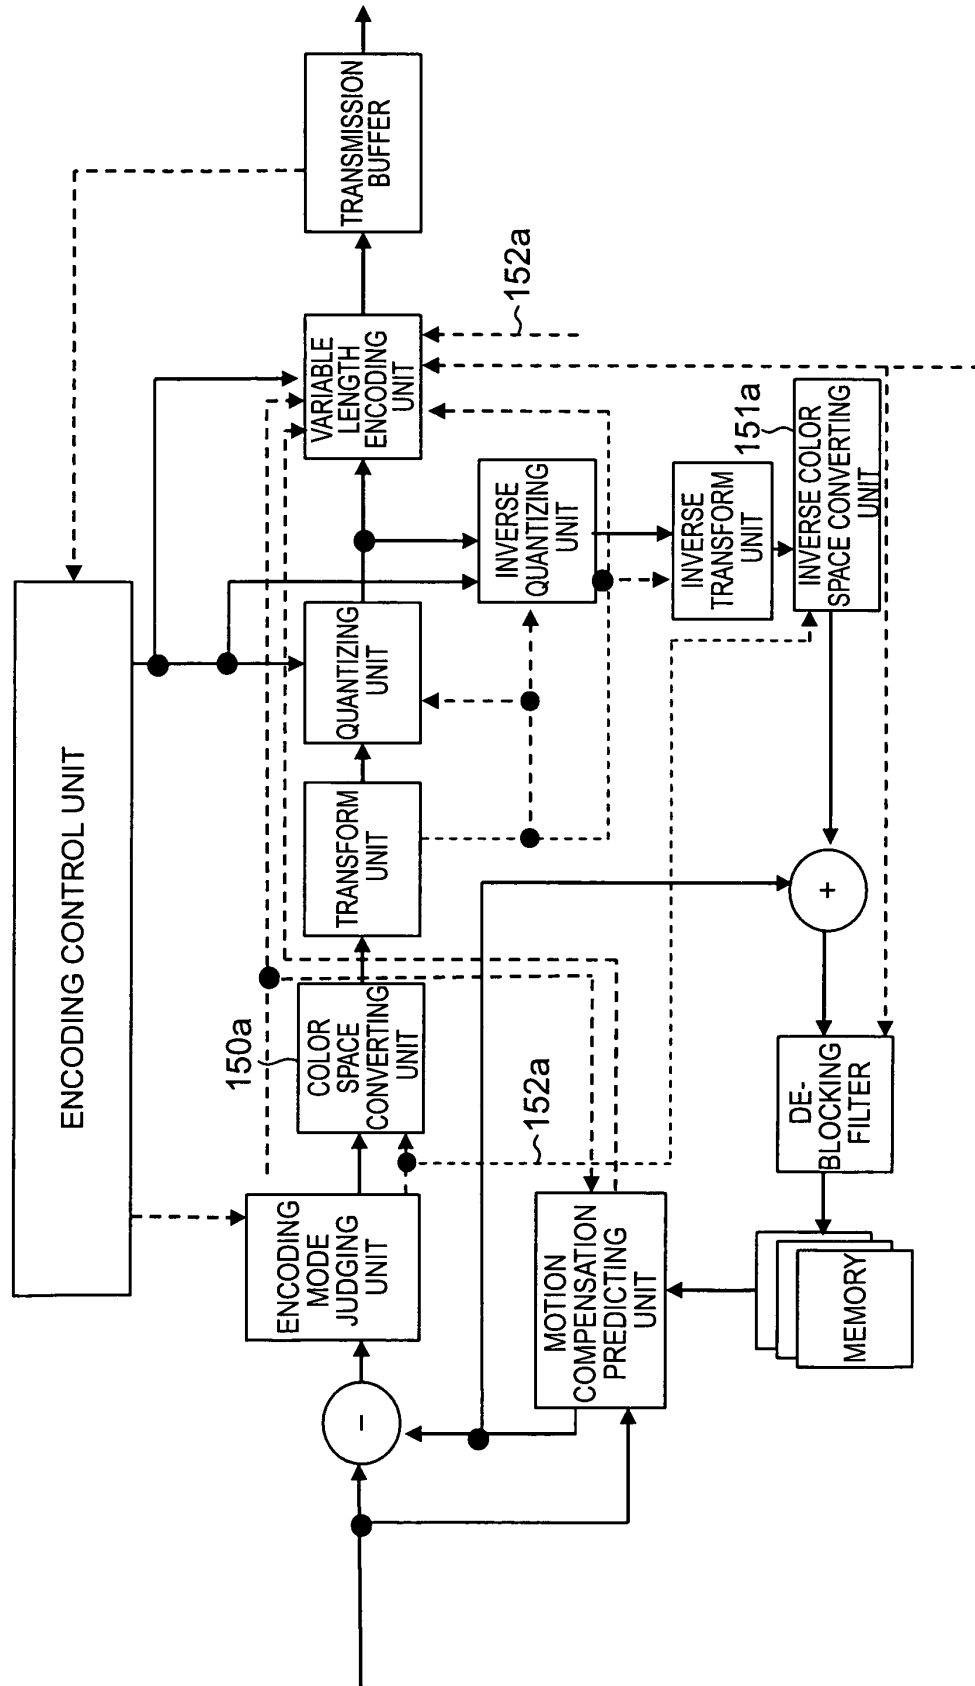 ENCODING CONTROL UNIT
TRANSMISSION
BUFFER
VARIABLE
LENGTH
ENCODING
UNIT
152a
QUANTIZING
UNIT
TRANSFORM
UNIT
150a
COLOR
SPACE
CONVERTING
UNIT
ENCODING
MODE
JUDGING
UNIT
-
INVERSE
QUANTIZING
UNIT
INVERSE
TRANSFORM
UNIT
151a
INVERSE COLOR
SPACE CONVERTING
UNIT
152a
MOTION
COMPENSATION
PREDICTING
UNIT
+
DE-
BLOCKING
FILTER
MEMORY